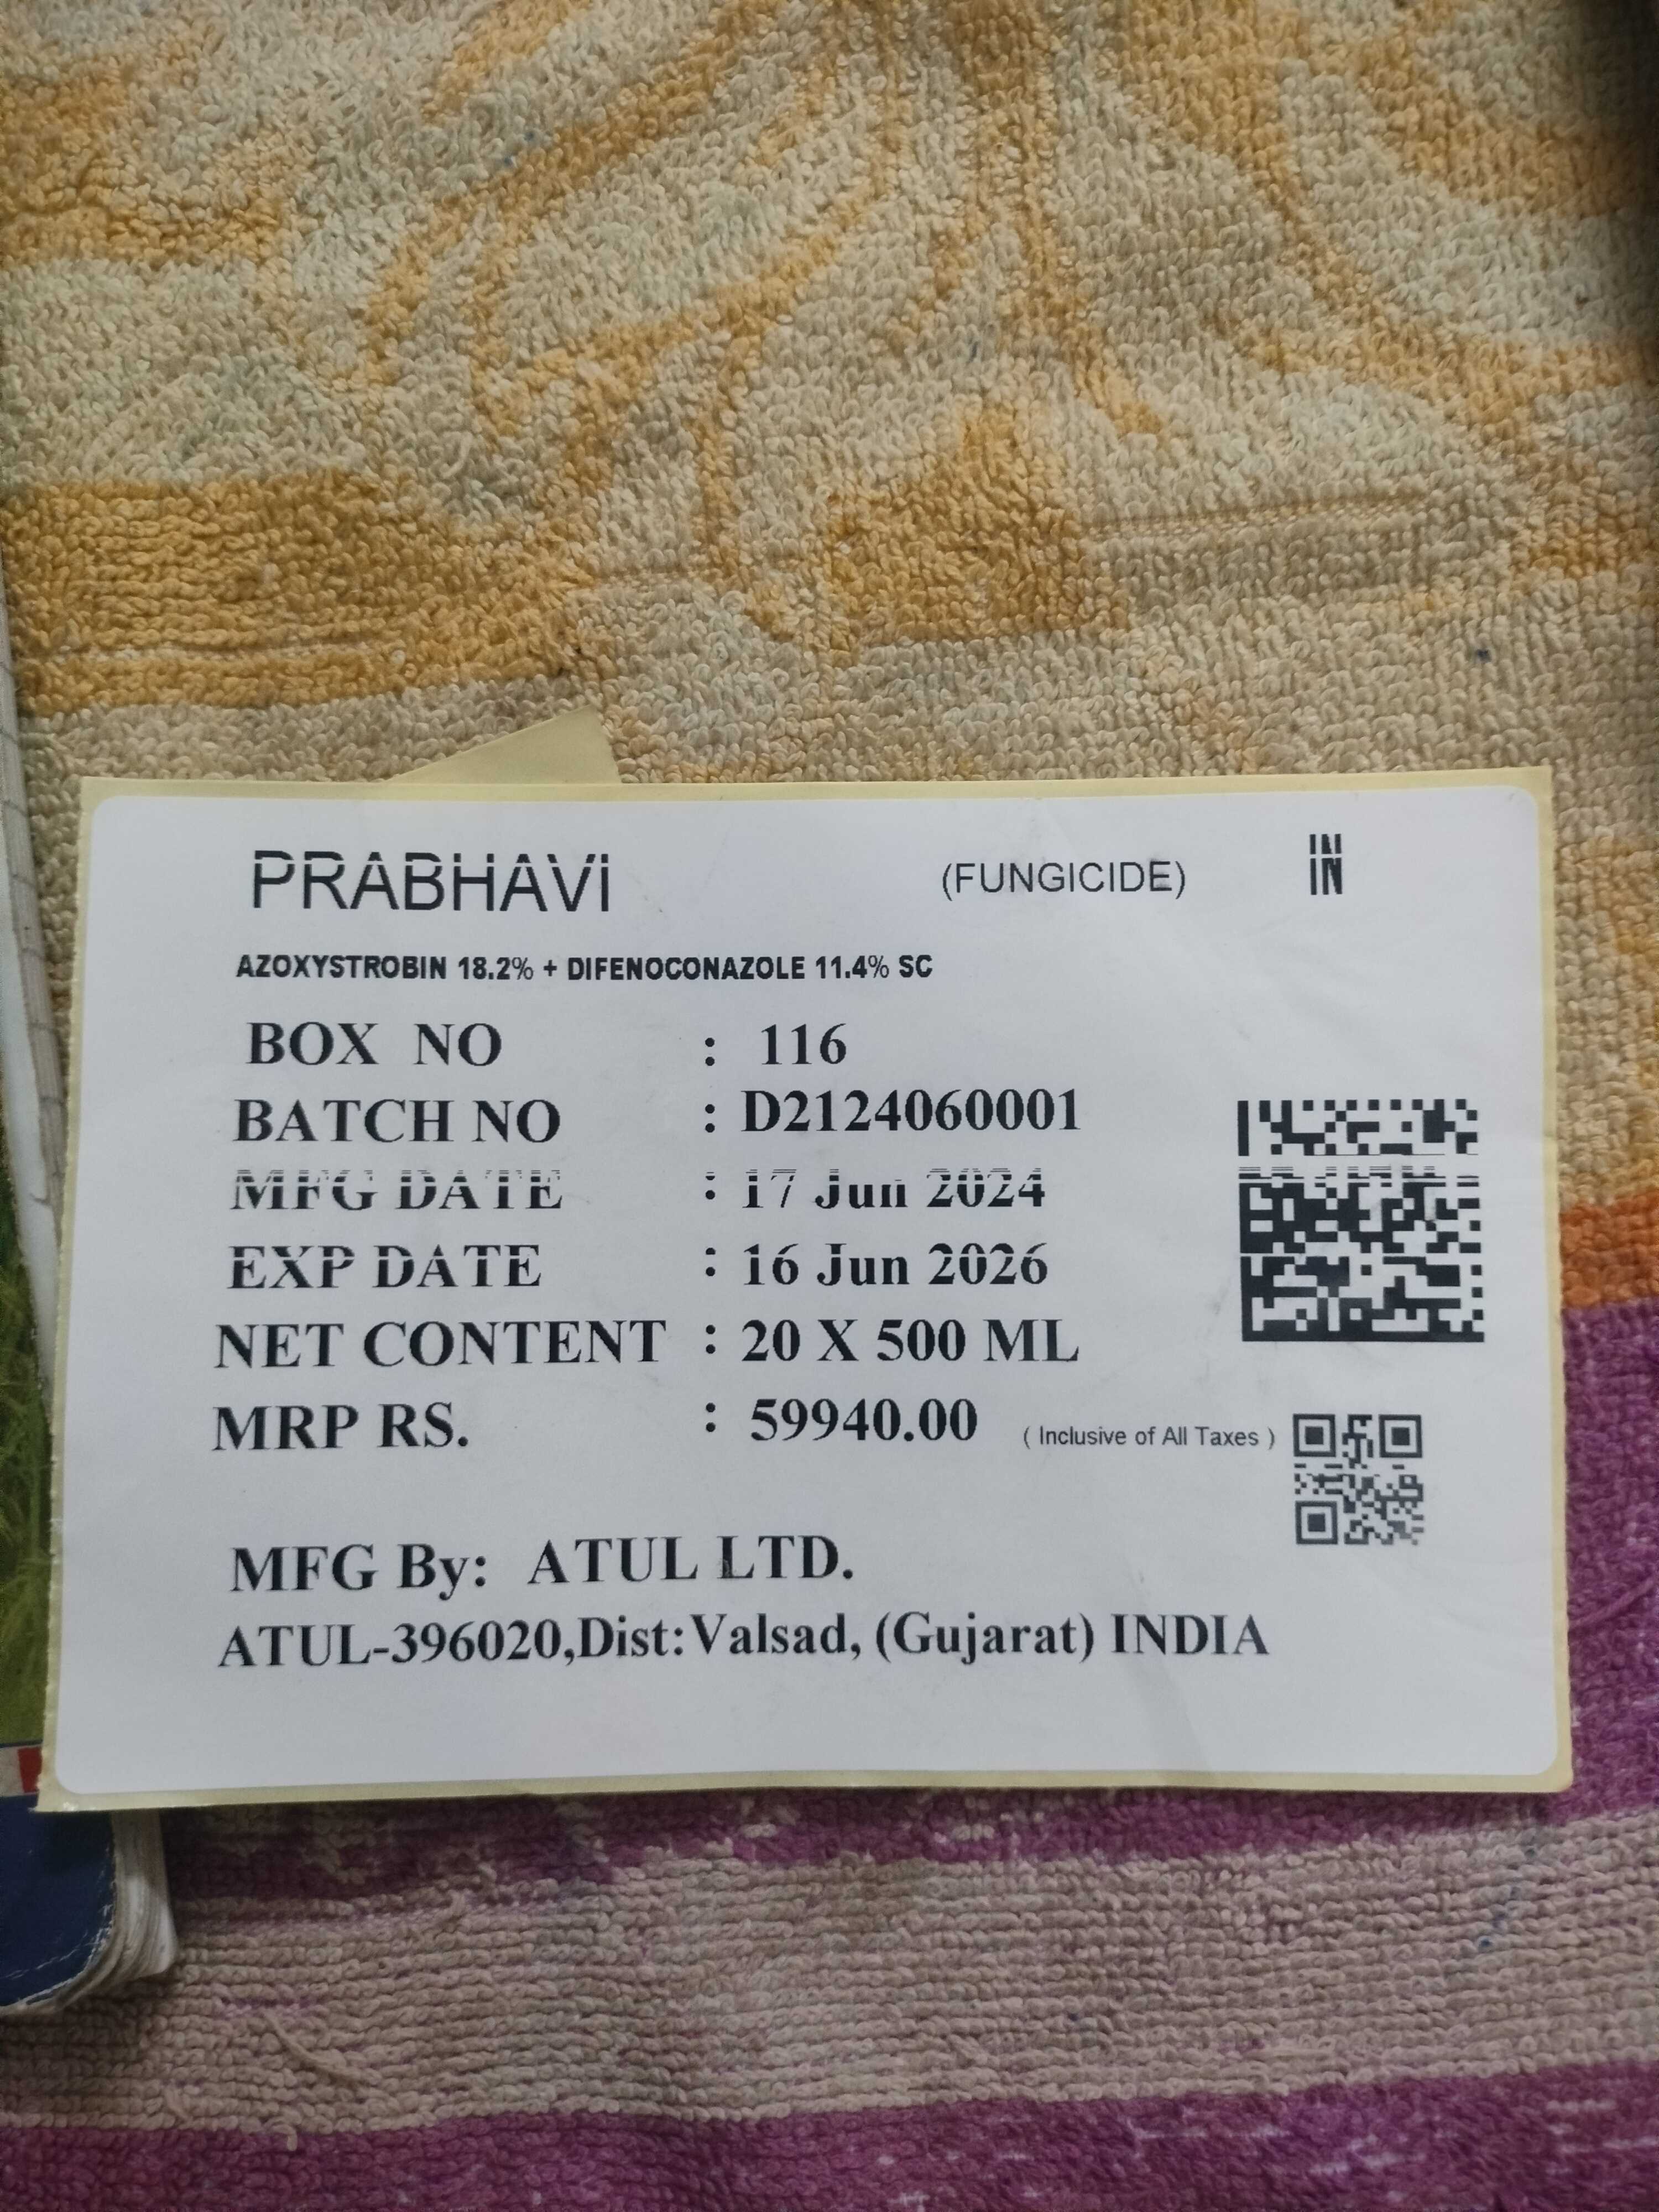 PRABHAVI (FUNGICIDE) IN
AZOXYSTROBIN 18.2% + DIFENOCONAZOLE 11.4% SC
BOX NO : 116
BATCH NO : D2124060001
MFG DATE : 17 Jun 2024
EXP DATE : 16 Jun 2026
NET CONTENT : 20 X 500 ML
MRP RS. : 59940.00 ( Inclusive of All Taxes )
MFG By: ATUL LTD.
ATUL-396020,Dist:Valsad, (Gujarat) INDIA